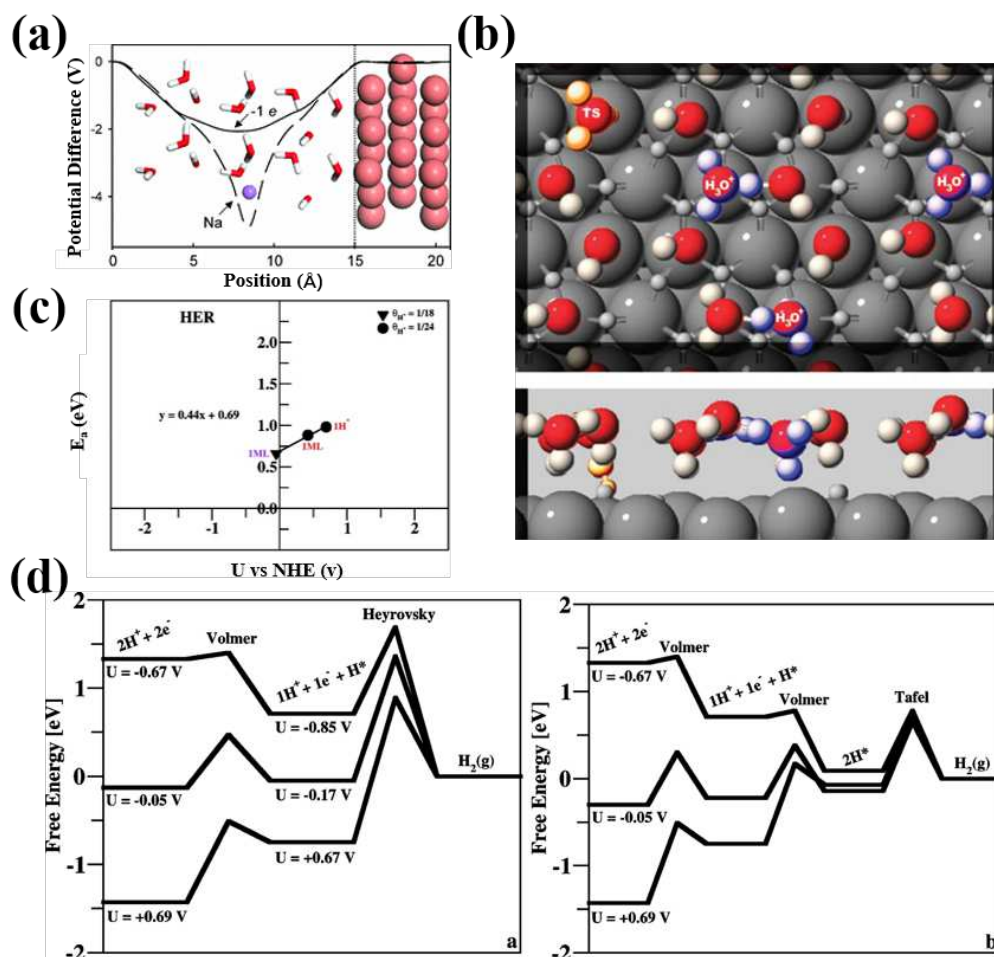 (a)
Potential Difference (V)
0
-2
-4
-1 e
Na
0 5 10 15 20
Position (Å)
(b)
TS
H₃O⁺
H₃O⁺
H₃O⁺
(c)
HER
θH* = 1/18
θH* = 1/24
Eₐ (eV)
2.0
1.5
1.0
0.5
0.0
y = 0.44x + 0.69
1ML
1ML
1H*
-2 -1 0 1 2
U vs NHE (v)
(d)
Free Energy [eV]
2
1
0
-1
-2
2H⁺ + 2e⁻
Volmer
Heyrovsky
U = -0.67 V
1H⁺ + 1e⁻ + H*
U = -0.85 V
U = -0.05 V
U = -0.17 V
H₂(g)
U = +0.67 V
U = +0.69 V
a
Free Energy [eV]
2
1
0
-1
-2
2H⁺ + 2e⁻
Volmer
U = -0.67 V
1H⁺ + 1e⁻ + H*
Volmer
Tafel
2H*
H₂(g)
U = -0.05 V
U = +0.69 V
b